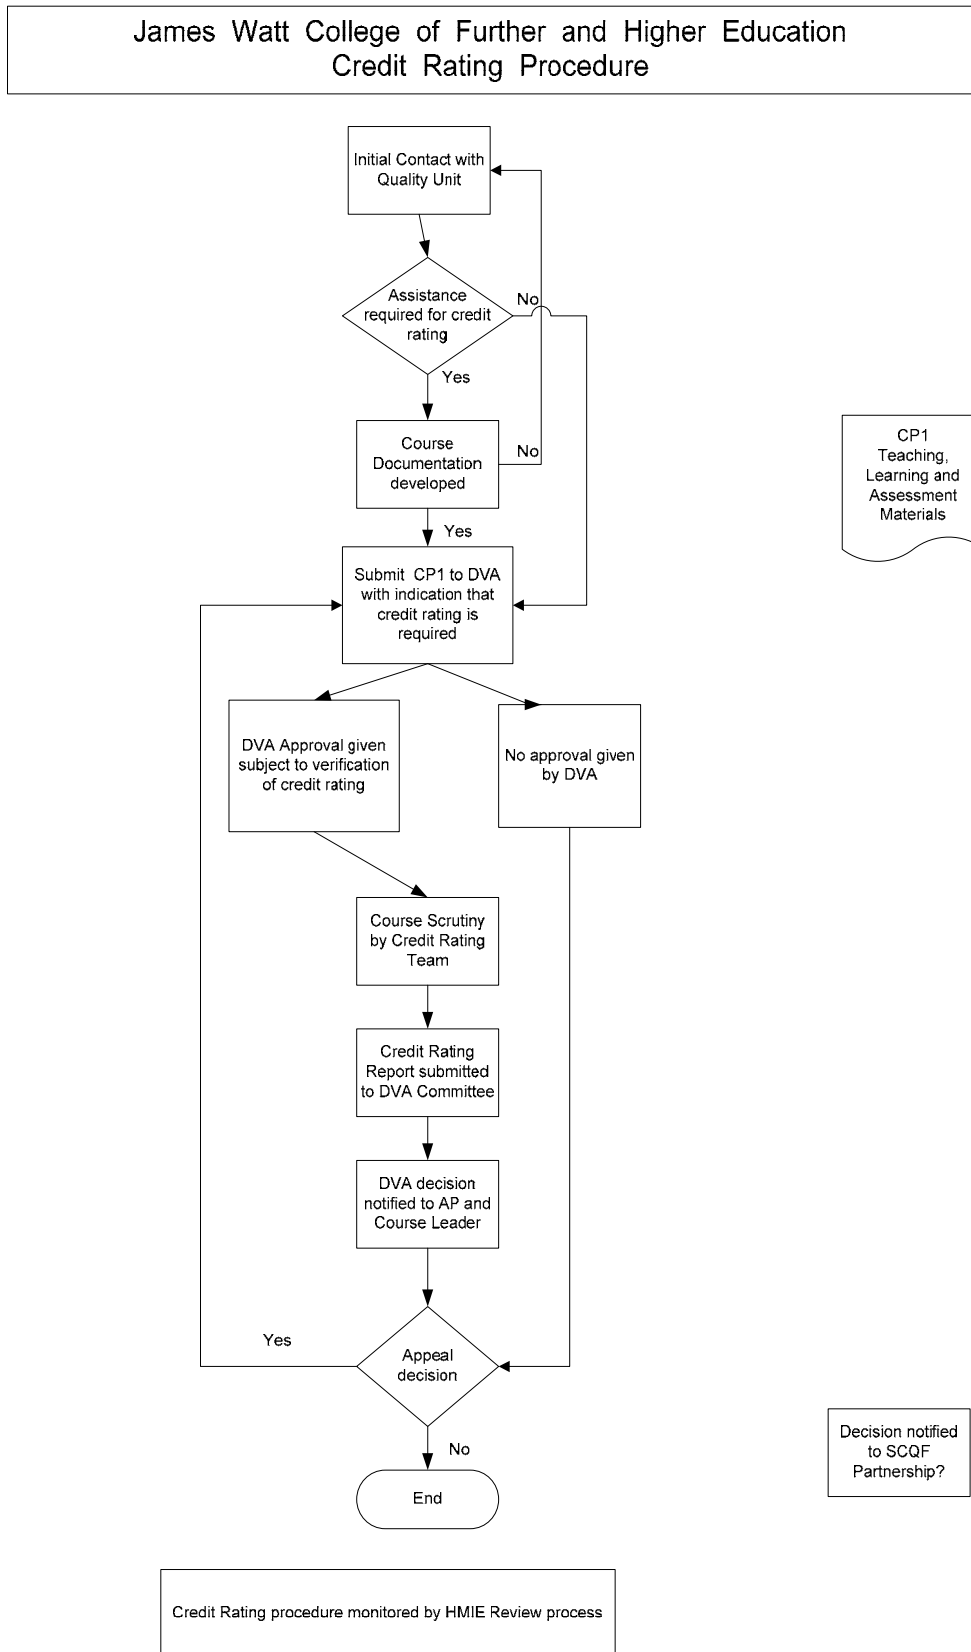 James Watt College of Further and Higher Education
Credit Rating Procedure
Initial Contact with
Quality Unit
Assistance
required for credit
rating
No
Yes
Course
Documentation
developed
No
CP1
Teaching,
Learning and
Assessment
Materials
Yes
Submit CP1 to DVA
with indication that
credit rating is
required
DVA Approval given
subject to verification
of credit rating
No approval given
by DVA
Course Scrutiny
by Credit Rating
Team
Credit Rating
Report submitted
to DVA Committee
DVA decision
notified to AP and
Course Leader
Yes
Appeal
decision
No
Decision notified
to SCQF
Partnership?
End
Credit Rating procedure monitored by HMIE Review process